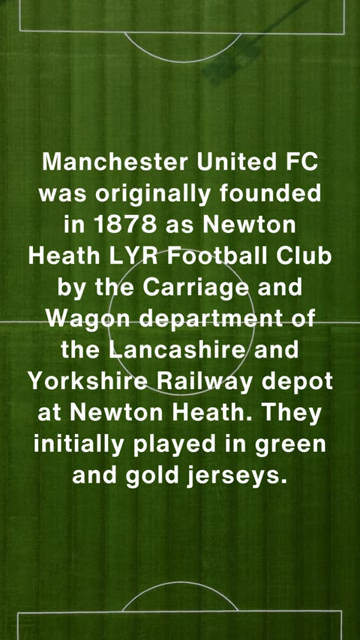 Manchester United FC
was originally founded
in 1878 as Newton
Heath LYR Football Club
by the Carriage and
Wagon department of
the Lancashire and
Yorkshire Railway depot
at Newton Heath. They
initially played in green
and gold jerseys.